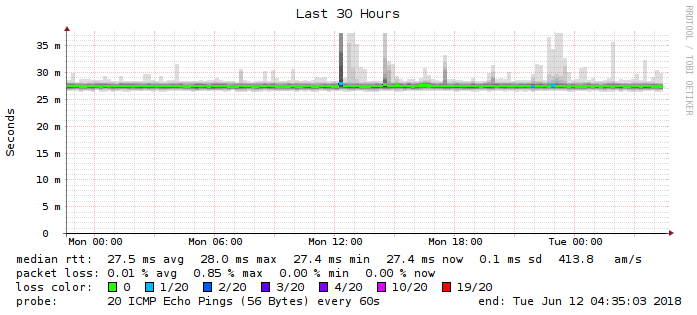 Last 30 Hours
RRDTOOL / TOBI OETIKER
Seconds
35 m
30 m
25 m
20 m
15 m
10 m
5 m
0
Mon 00:00 Mon 06:00 Mon 12:00 Mon 18:00 Tue 00:00
median rtt: 27.5 ms avg 28.0 ms max 27.4 ms min 27.4 ms now 0.1 ms sd 413.8 am/s
packet loss: 0.01 % avg 0.85 % max 0.00 % min 0.00 % now
loss color: 0 1/20 2/20 3/20 4/20 10/20 19/20
probe: 20 ICMP Echo Pings (56 Bytes) every 60s end: Tue Jun 12 04:35:03 2018